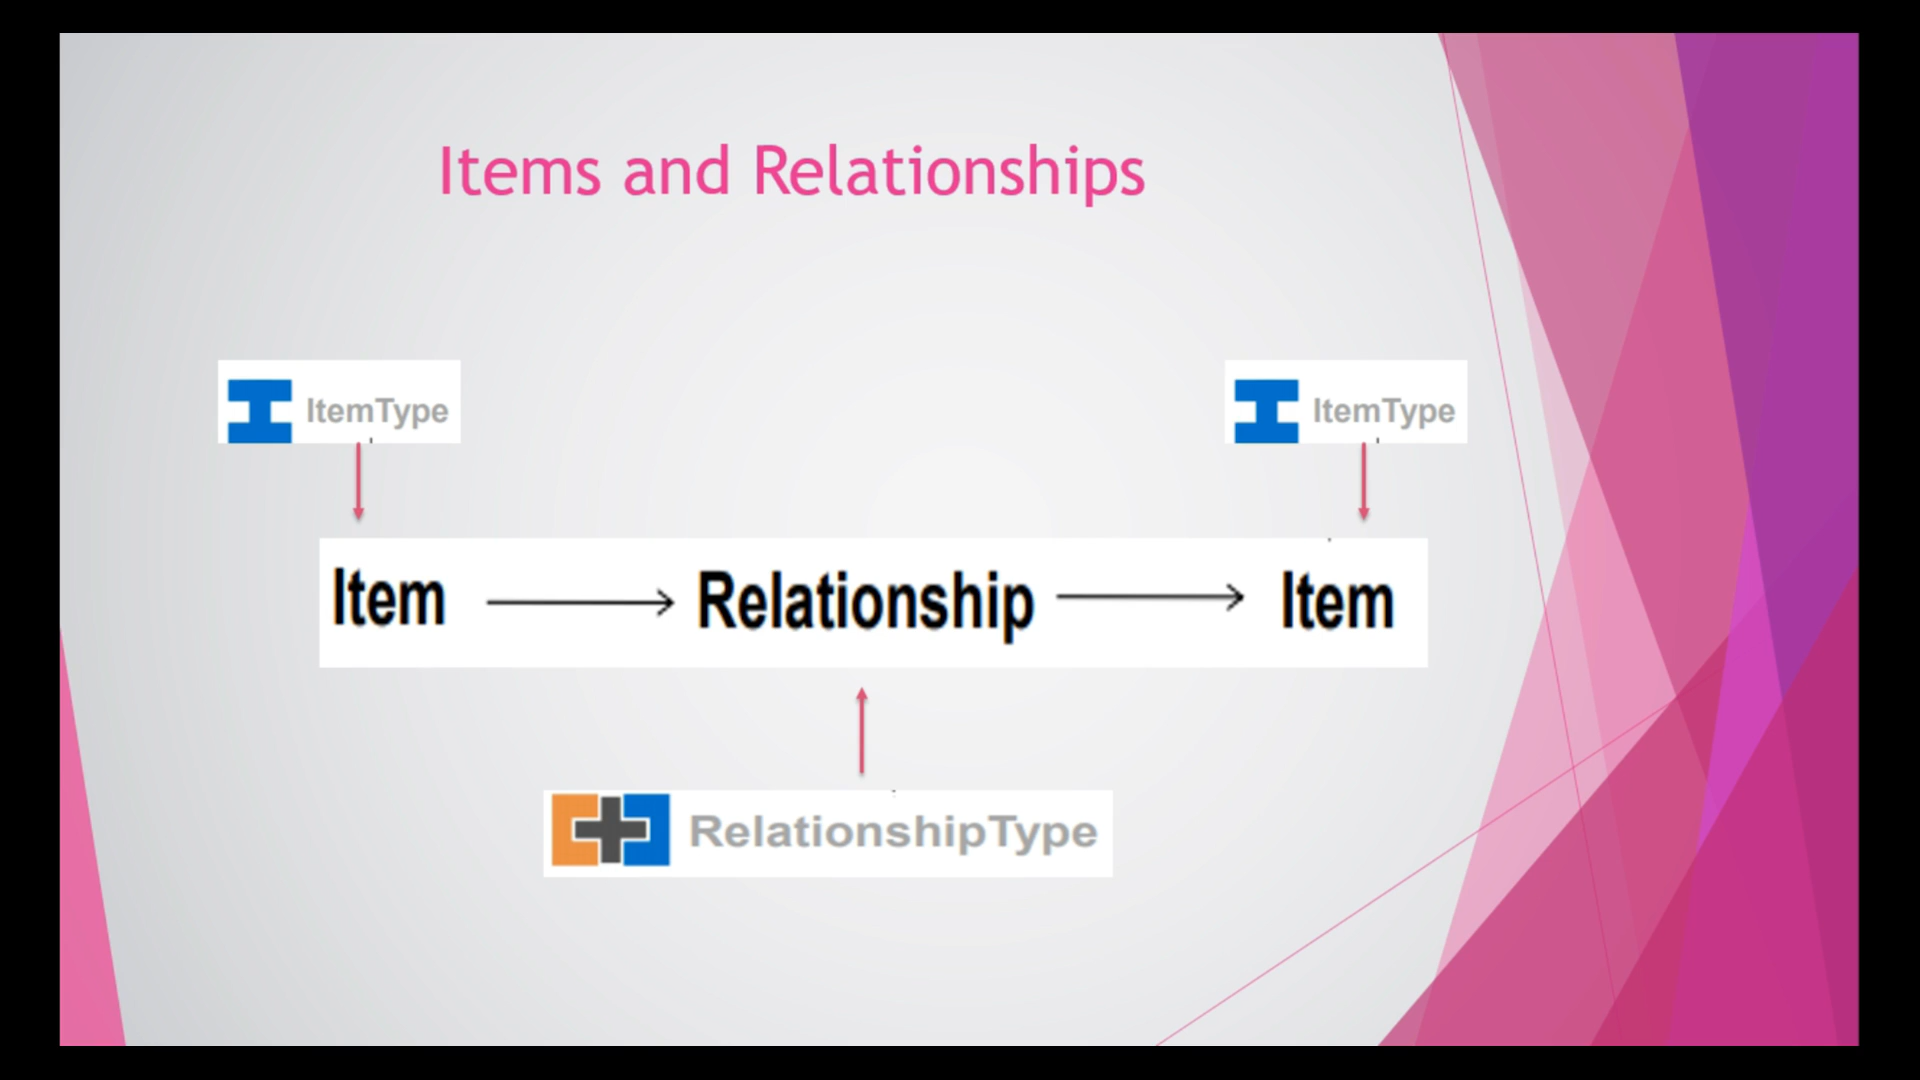 Items and Relationships
ItemType
ItemType
Item
Relationship
Item
RelationshipType